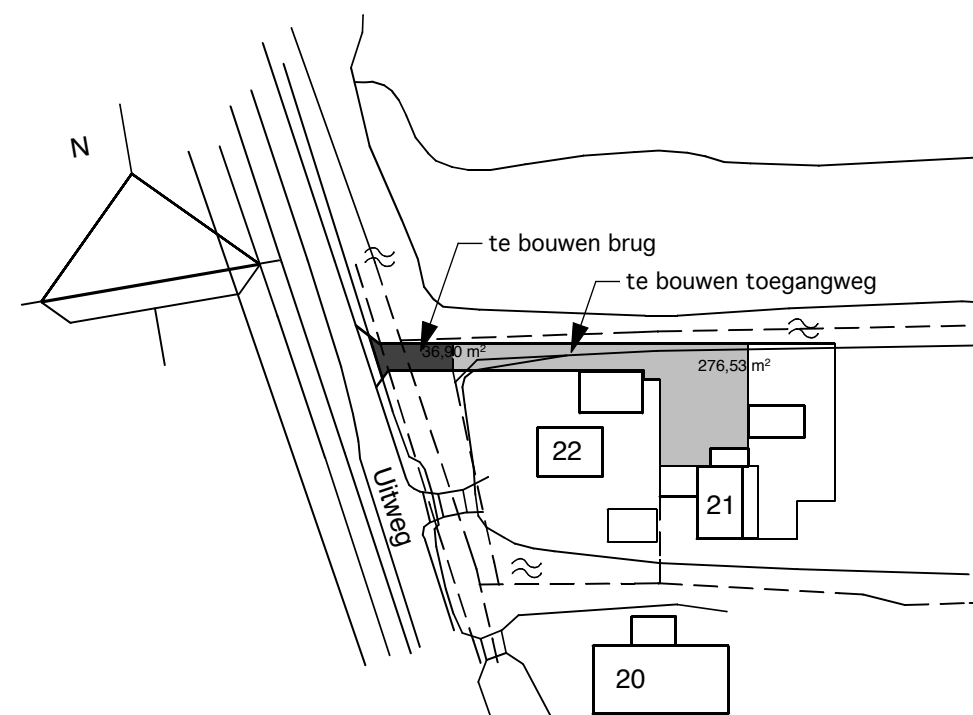 N
te bouwen brug
te bouwen toegangweg
36,90 m²
276,53 m²
22
21
Uitweg
20